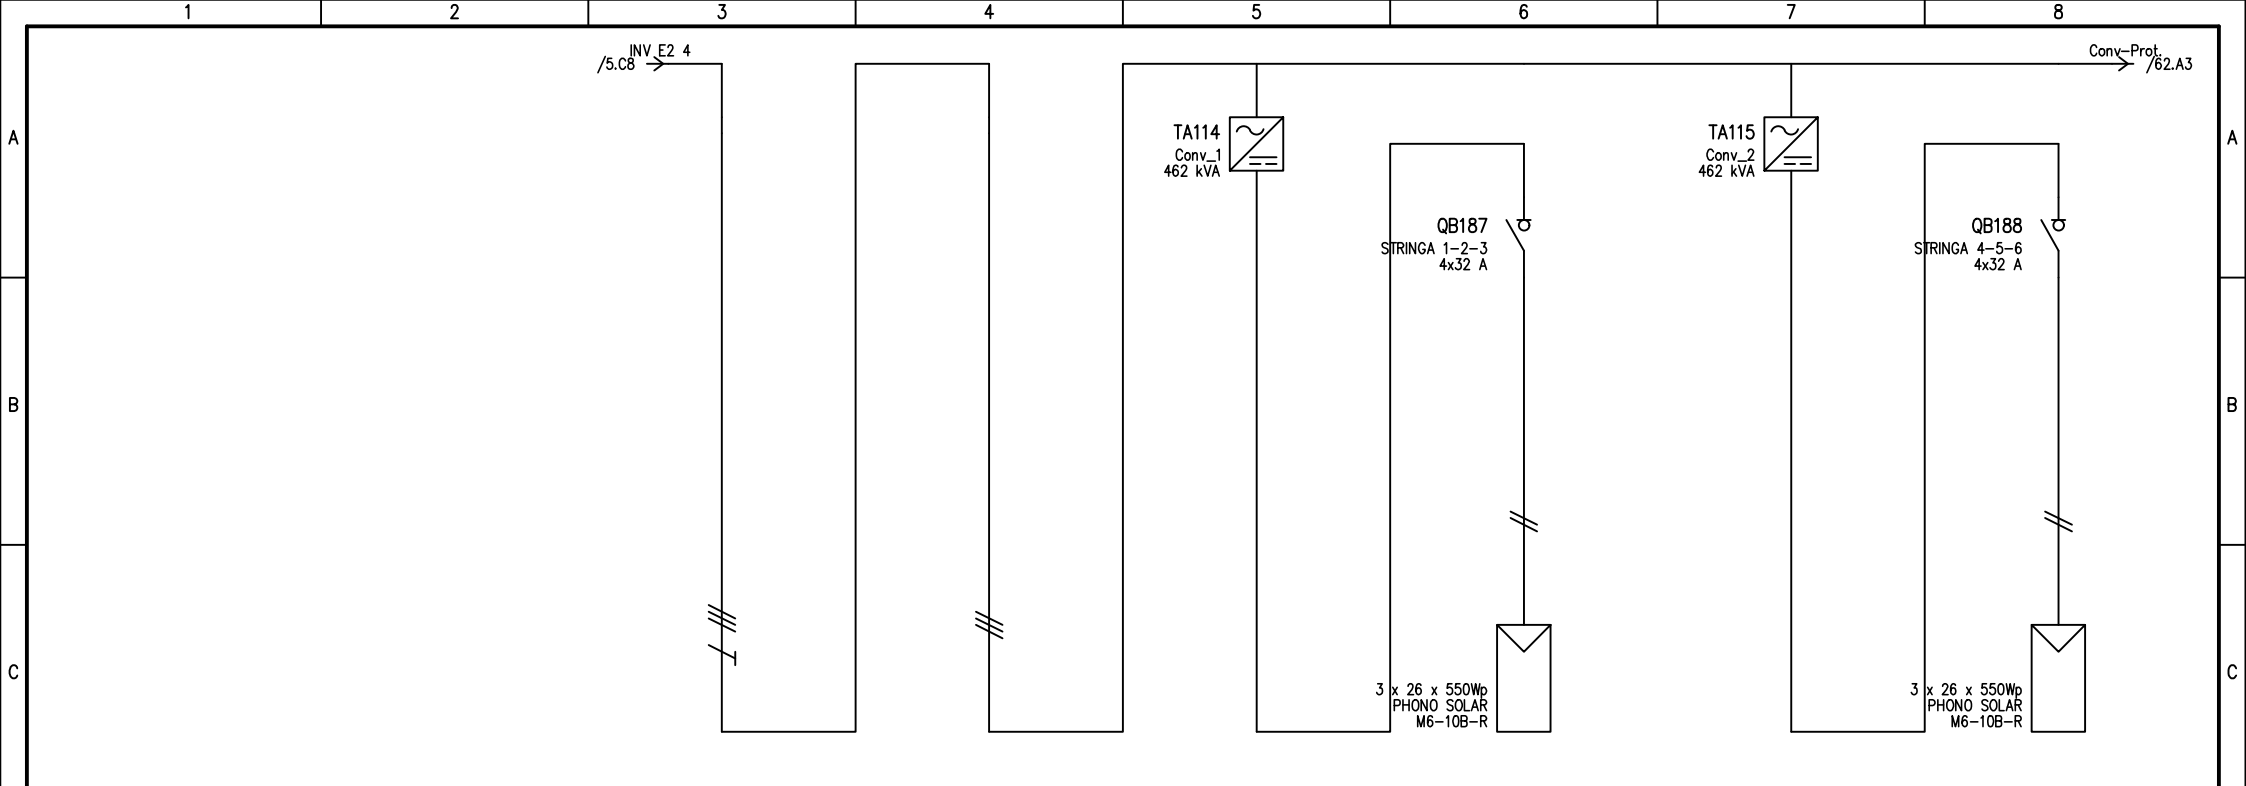 1 2 3 4 5 6 7 8
INV E2 4
/5.C8
Conv-Prot.
/62.A3
A
A
TA114
Conv_1
462 kVA
TA115
Conv_2
462 kVA
QB187
STRINGA 1-2-3
4x32 A
QB188
STRINGA 4-5-6
4x32 A
B
B
C
C
3 x 26 x 550Wp
PHONO SOLAR
M6-10B-R
3 x 26 x 550Wp
PHONO SOLAR
M6-10B-R